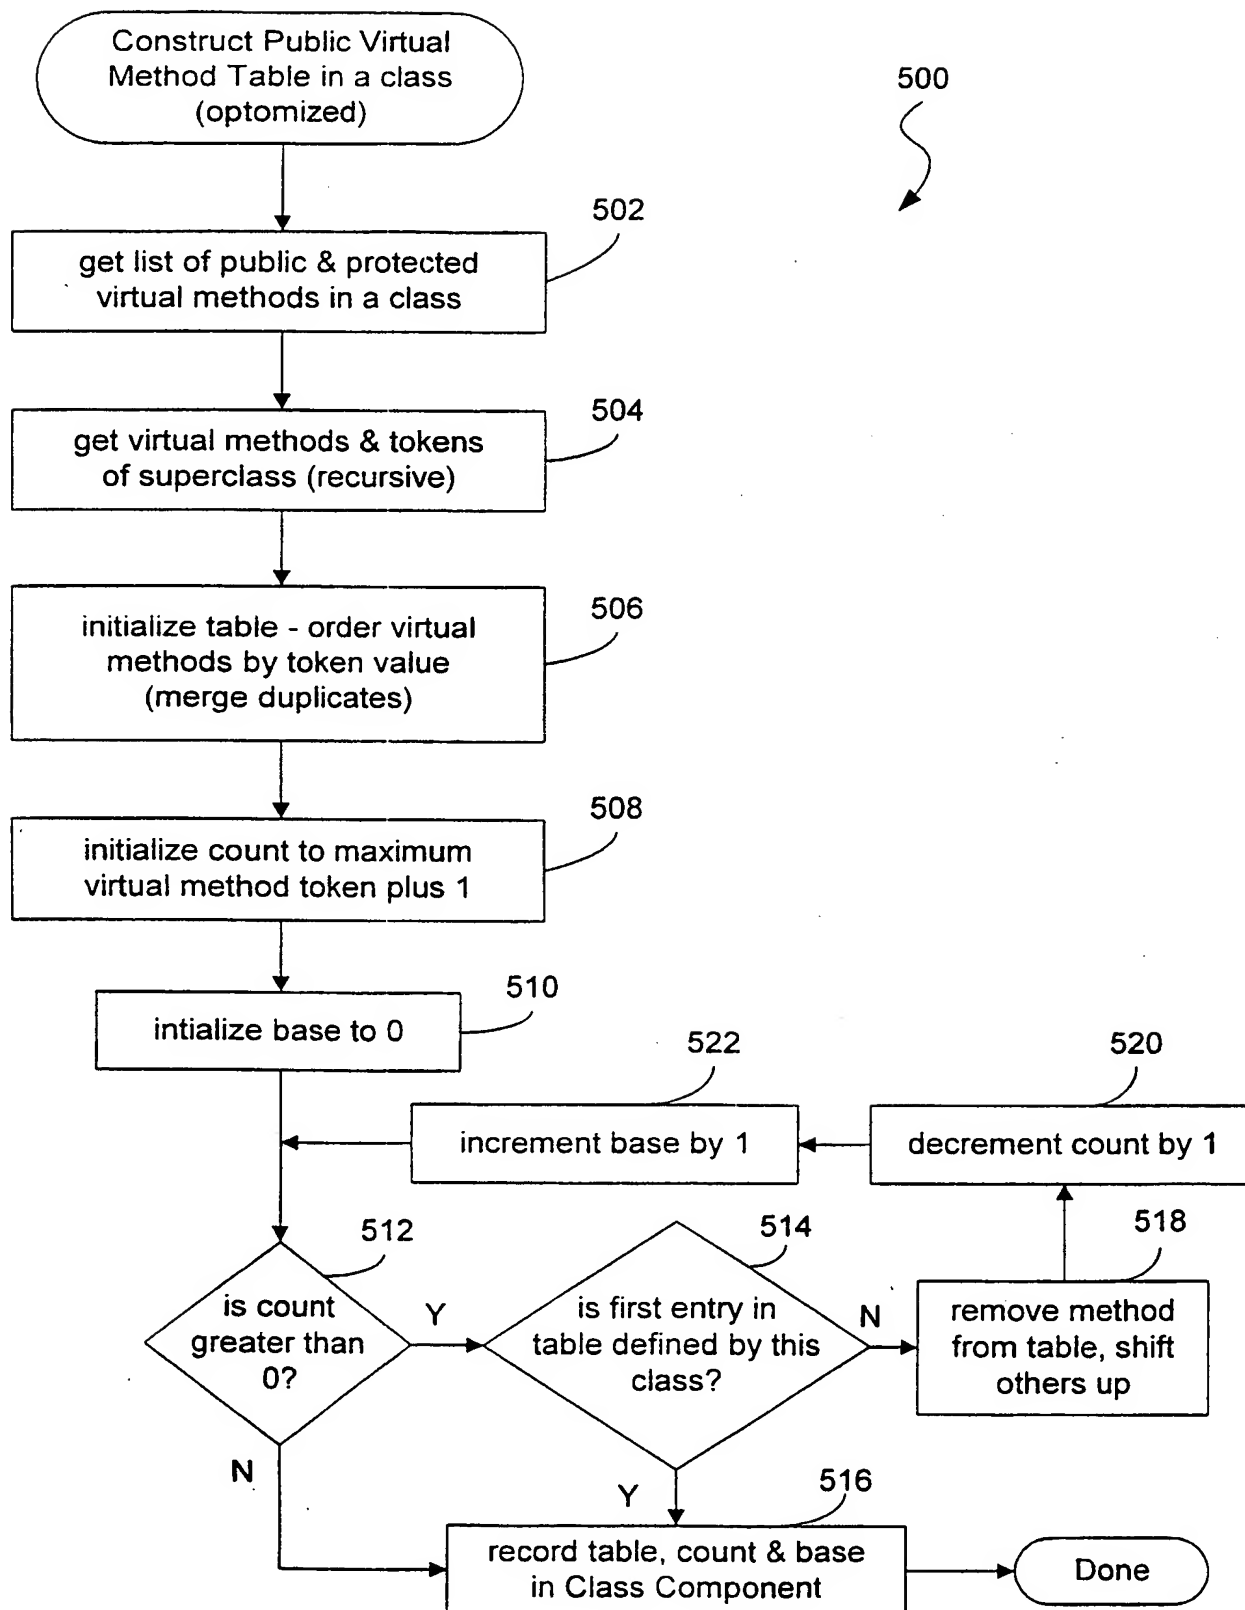 Construct Public Virtual
Method Table in a class
(optomized)
500
502
get list of public & protected
virtual methods in a class
504
get virtual methods & tokens
of superclass (recursive)
506
initialize table - order virtual
methods by token value
(merge duplicates)
508
initialize count to maximum
virtual method token plus 1
510
intialize base to 0
522
increment base by 1
520
decrement count by 1
512
is count
greater than
0?
Y
N
514
is first entry in
table defined by this
class?
N
Y
518
remove method
from table, shift
others up
516
record table, count & base
in Class Component
Done